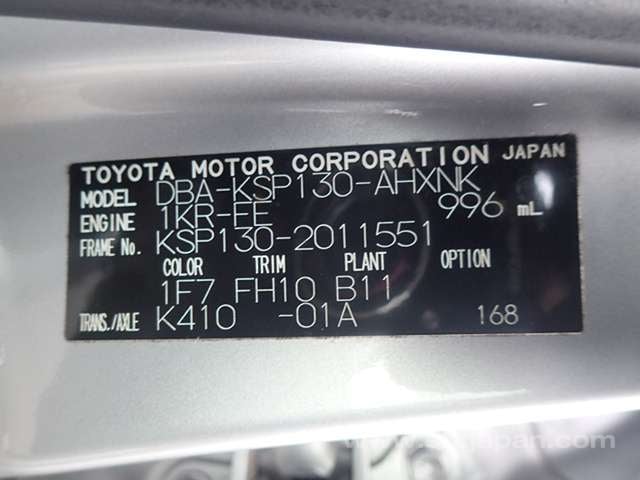 TOYOTA MOTOR CORPORATION JAPAN
MODEL DBA-KSP130-AHXNK
ENGINE 1KR-FE 996 mL
FRAME No. KSP130-2011551
COLOR TRIM PLANT OPTION
1F7 FH10 B11
TRANS./AXLE K410 -01A 168